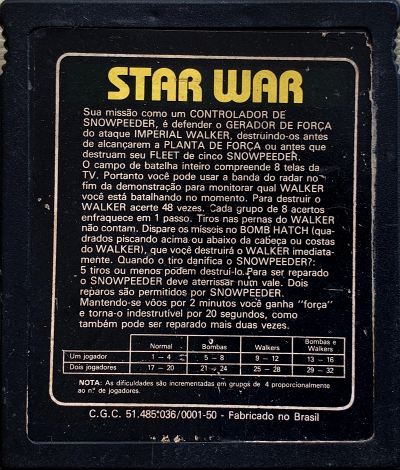 STAR WAR
Sua missão como um CONTROLADOR DE
SNOWPEEDER, é defender o GERADOR DE FORÇA
do ataque IMPERIAL WALKER, destruindo-os antes
de alcançarem a PLANTA DE FORÇA ou antes que
destruam seu FLEET de cinco SNOWPEEDER.
O campo de batalha inteiro compreende 8 telas da
TV. Portanto você pode usar a banda do radar no
fim da demonstração para monitorar qual WALKER
você está batalhando no momento. Para destruir o
WALKER acerte 48 vezes. Cada grupo de 8 acertos
enfraquece em 1 passo. Tiros nas pernas do WALKER
não contam. Dispare os mísseis no BOMB HATCH (qua-
drados piscando acima ou abaixo da cabeça ou costas
do WALKER), que você destruirá o WALKER imediata-
mente. Quando o tiro danifica o SNOWPEEDER?:
5 tiros ou menos podem destruí-lo. Para ser reparado
o SNOWPEEDER deve aterrissar num vale. Dois
reparos são permitidos por SNOWPEEDER.
Mantendo-se vôos por 2 minutos você ganha "força"
e torna-o indestrutível por 20 segundos, como
também pode ser reparado mais duas vezes.
Normal Bombas Walkers Bombas e Walkers
Um jogador 1 - 4 5 - 8 9 - 12 13 - 16
Dois jogadores 17 - 20 21 - 24 25 - 28 29 - 32
NOTA: As dificuldades são incrementadas em grupos de 4 proporcionalmente
ao n.º de jogadores.
C.G.C. 51.485.036/0001-50 - Fabricado no Brasil